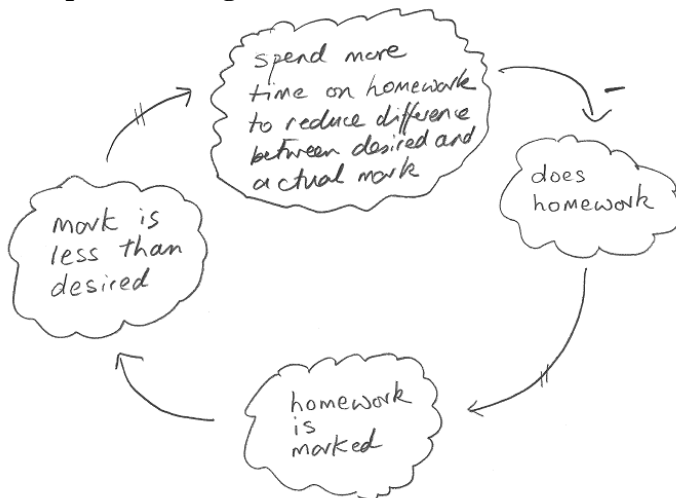 spend more
time on homework
to reduce difference
between desired and
actual mark
does
homework
mark is
less than
desired
homework
is
marked